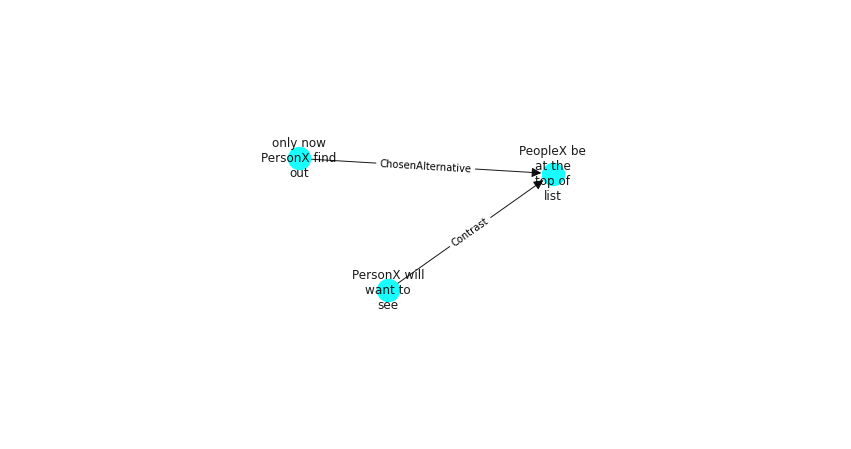 only now
PersonX find
out
ChosenAlternative
PeopleX be
at the
top of
list
Contrast
PersonX will
want to
see